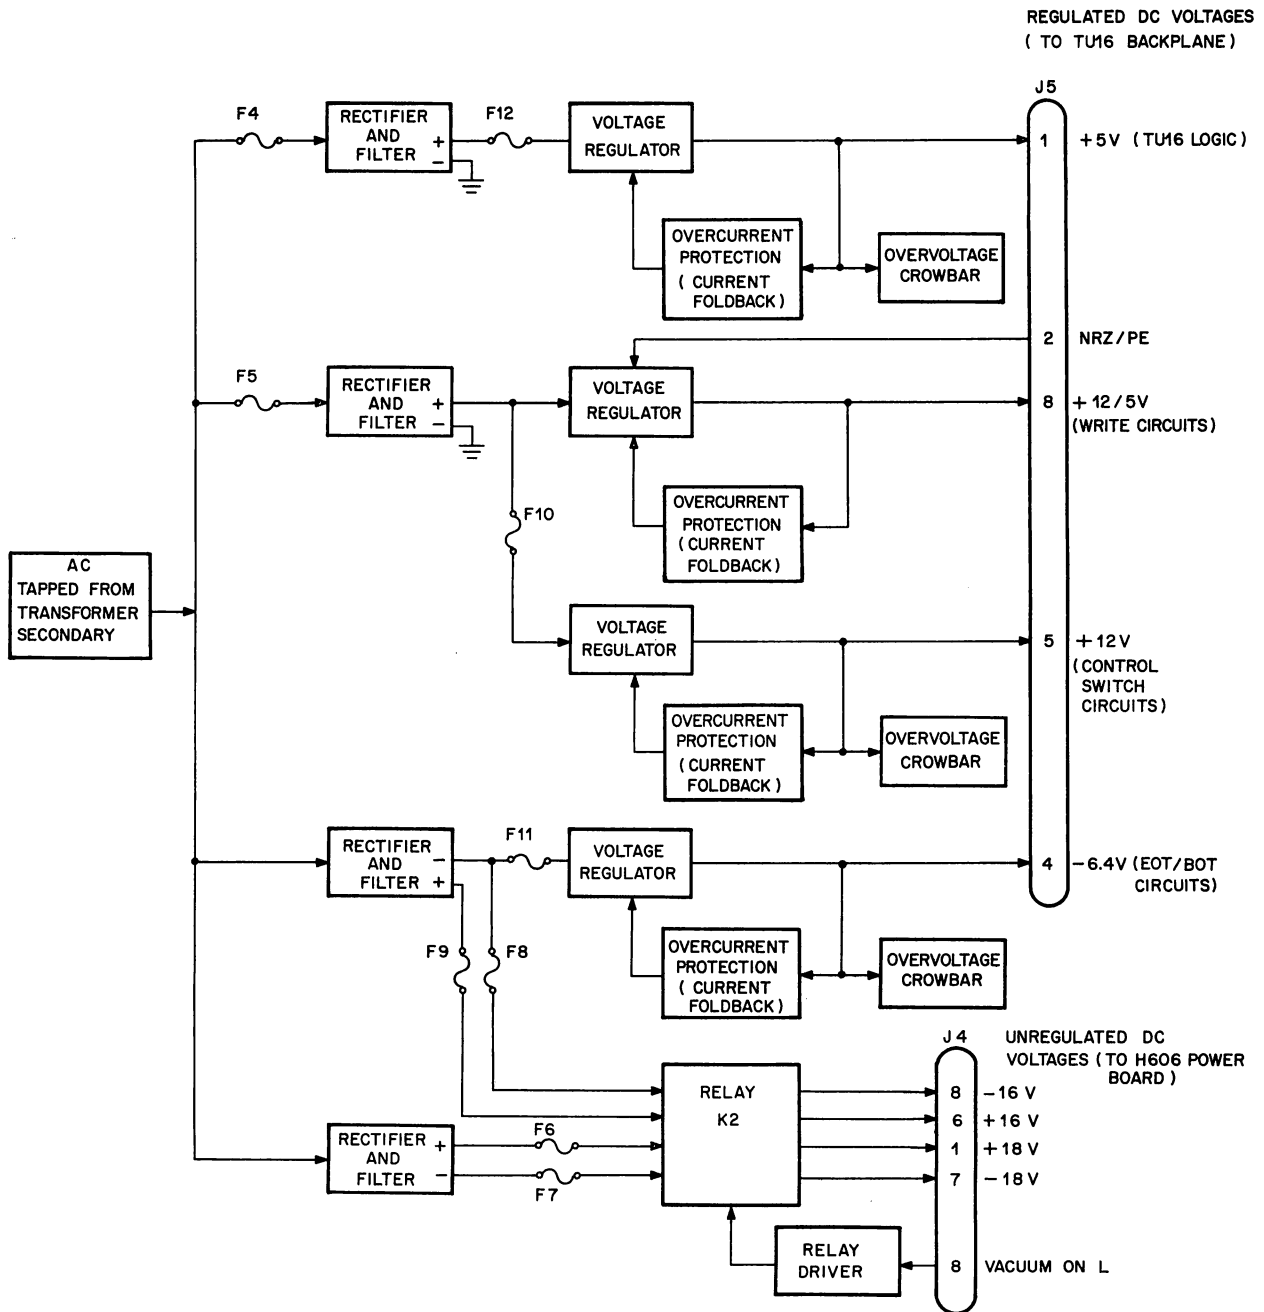 REGULATED DC VOLTAGES
( TO TU16 BACKPLANE )
J5
F4
RECTIFIER
AND
FILTER
+
-
F12
VOLTAGE
REGULATOR
1
+5V (TU16 LOGIC)
OVERCURRENT
PROTECTION
( CURRENT
FOLDBACK )
OVERVOLTAGE
CROWBAR
2
NRZ/PE
F5
RECTIFIER
AND
FILTER
+
-
VOLTAGE
REGULATOR
8
+ 12/5V
(WRITE CIRCUITS)
F10
OVERCURRENT
PROTECTION
( CURRENT
FOLDBACK )
AC
TAPPED FROM
TRANSFORMER
SECONDARY
VOLTAGE
REGULATOR
5
+12V
(CONTROL
SWITCH
CIRCUITS)
OVERCURRENT
PROTECTION
(CURRENT
FOLDBACK )
OVERVOLTAGE
CROWBAR
RECTIFIER
AND
FILTER
-
+
F11
VOLTAGE
REGULATOR
4
-6.4V (EOT/BOT
CIRCUITS)
F9
F8
OVERCURRENT
PROTECTION
( CURRENT
FOLDBACK)
OVERVOLTAGE
CROWBAR
J4
UNREGULATED DC
VOLTAGES ( TO H606 POWER
BOARD )
RELAY
K2
8
-16 V
6
+16 V
1
+18 V
7
-18 V
RECTIFIER
AND
FILTER
+
-
F6
F7
RELAY
DRIVER
8
VACUUM ON L